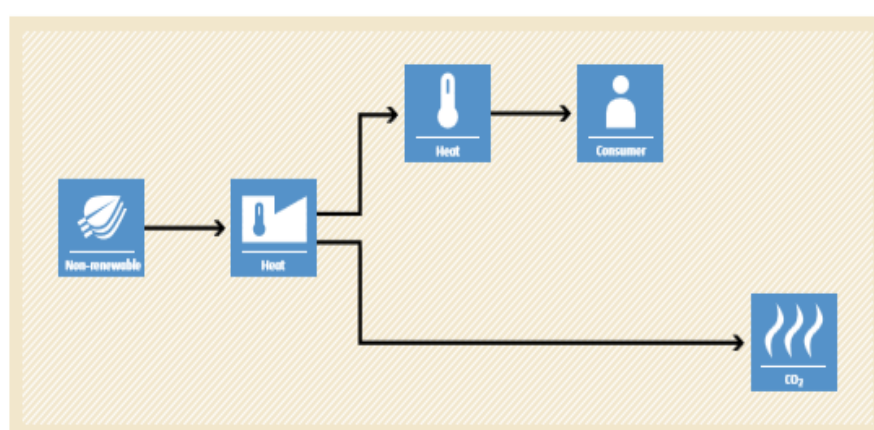 Heat
Consumer
Non-renewable
Heat
CO₂